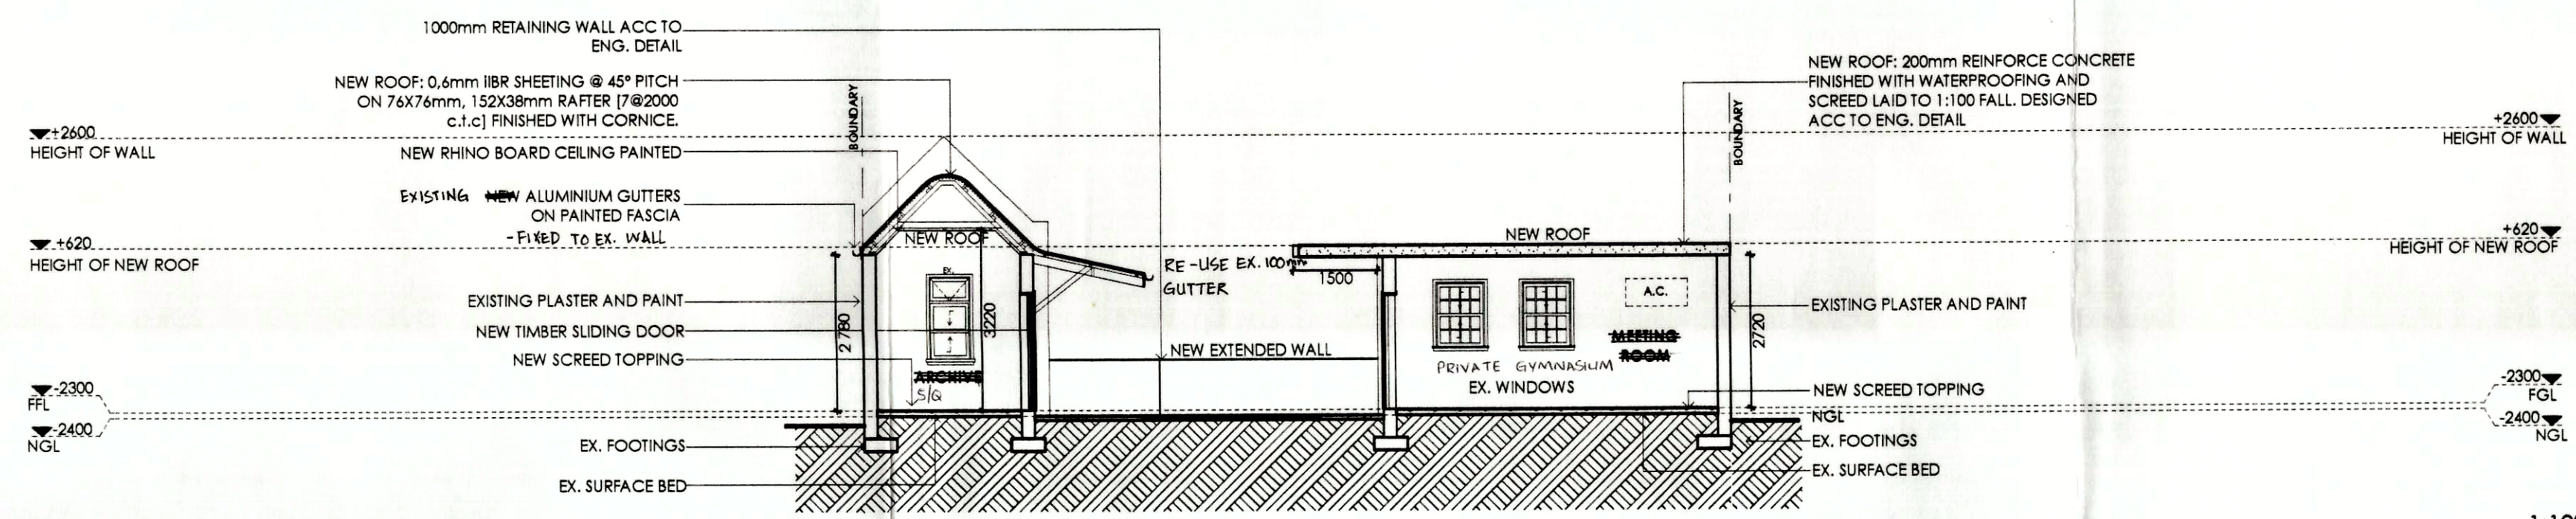 1000mm RETAINING WALL ACC TO
ENG. DETAIL
NEW ROOF: 0,6mm iIBR SHEETING @ 45° PITCH
ON 76X76mm, 152X38mm RAFTER [7@2000
c.t.c] FINISHED WITH CORNICE.
BOUNDARY
+2600
HEIGHT OF WALL
NEW RHINO BOARD CEILING PAINTED
EXISTING NEW ALUMINIUM GUTTERS
ON PAINTED FASCIA
-FIXED TO EX. WALL
+620
HEIGHT OF NEW ROOF
NEW ROOF
EX.
RE-USE EX. 100mm
GUTTER
EXISTING PLASTER AND PAINT
NEW TIMBER SLIDING DOOR
NEW SCREED TOPPING
2780
3220
ARCHIVE
S/Q
NEW EXTENDED WALL
-2300
FFL
-2400
NGL
EX. FOOTINGS
EX. SURFACE BED
NEW ROOF: 200mm REINFORCE CONCRETE
FINISHED WITH WATERPROOFING AND
SCREED LAID TO 1:100 FALL. DESIGNED
ACC TO ENG. DETAIL
BOUNDARY
+2600
HEIGHT OF WALL
NEW ROOF
+620
HEIGHT OF NEW ROOF
1500
A.C.
EXISTING PLASTER AND PAINT
2720
MEETING
ROOM
PRIVATE GYMNASIUM
EX. WINDOWS
NEW SCREED TOPPING
NGL
EX. FOOTINGS
EX. SURFACE BED
-2300
FGL
-2400
NGL